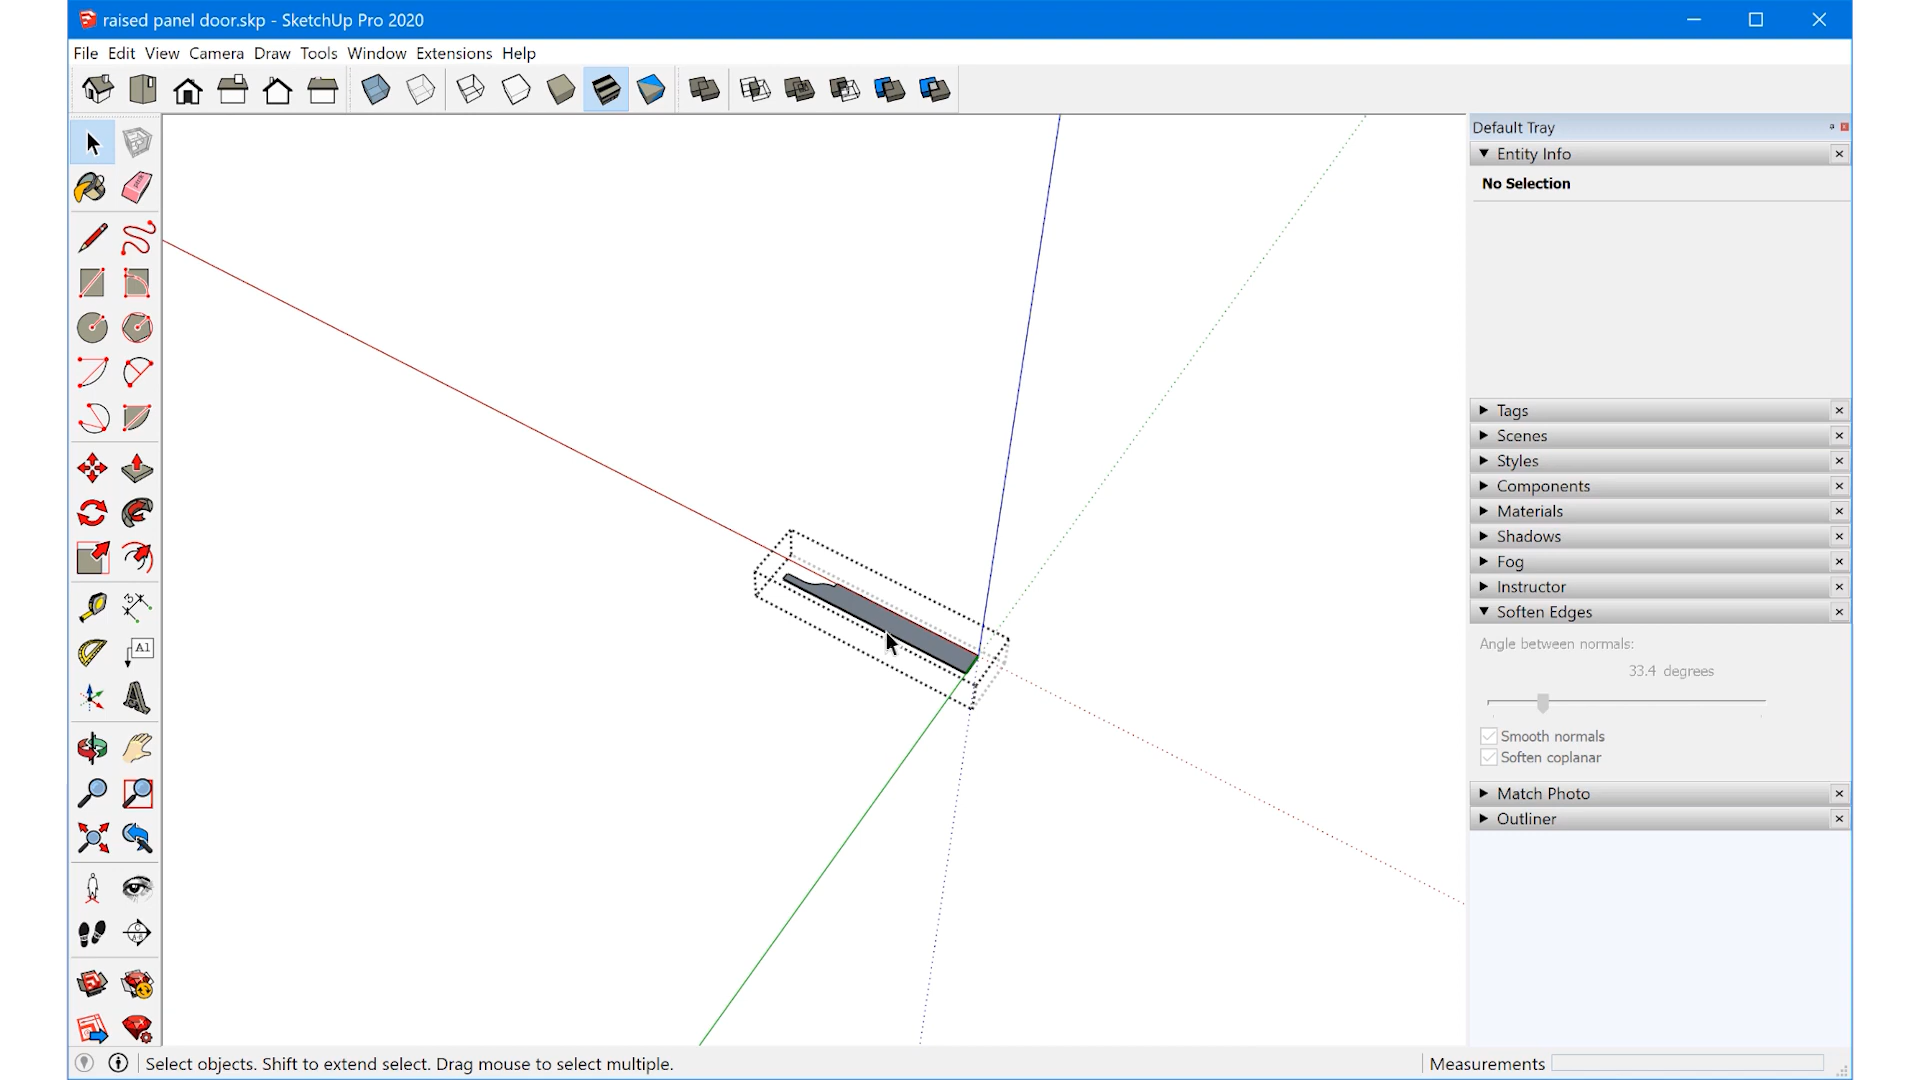 raised panel door.skp - SketchUp Pro 2020
File Edit View Camera Draw Tools Window Extensions Help
Default Tray
Entity Info
No Selection
Tags
Scenes
Styles
Components
Materials
Shadows
Fog
Instructor
Soften Edges
Angle between normals:
33.4 degrees
Smooth normals
Soften coplanar
Match Photo
Outliner
A1
Select objects. Shift to extend select. Drag mouse to select multiple.
Measurements